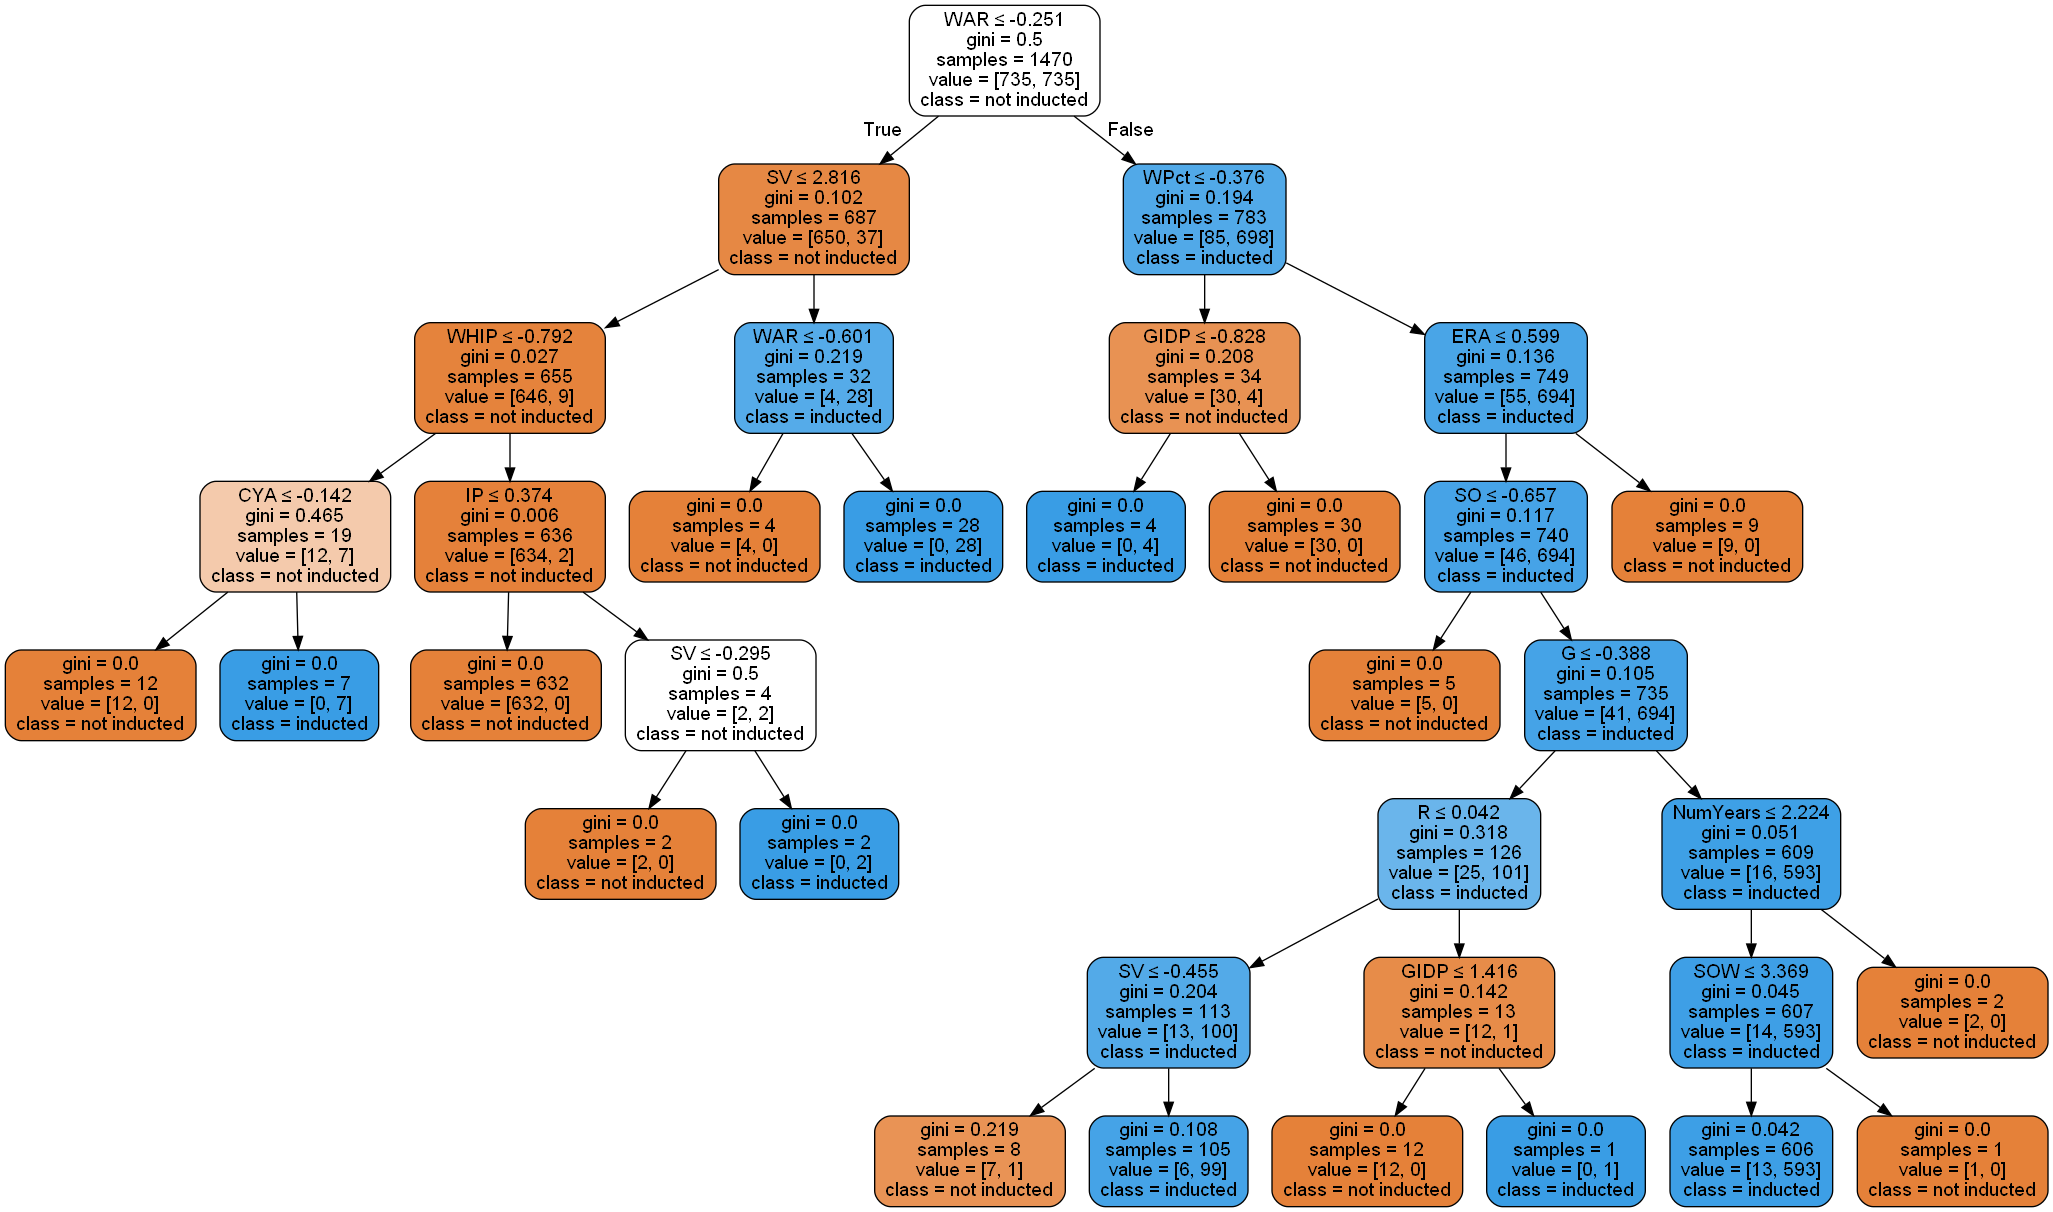 WAR ≤ -0.251
gini = 0.5
samples = 1470
value = [735, 735]
class = not inducted
True
False
SV ≤ 2.816
gini = 0.102
samples = 687
value = [650, 37]
class = not inducted
WPct ≤ -0.376
gini = 0.194
samples = 783
value = [85, 698]
class = inducted
WHIP ≤ -0.792
gini = 0.027
samples = 655
value = [646, 9]
class = not inducted
WAR ≤ -0.601
gini = 0.219
samples = 32
value = [4, 28]
class = inducted
GIDP ≤ -0.828
gini = 0.208
samples = 34
value = [30, 4]
class = not inducted
ERA ≤ 0.599
gini = 0.136
samples = 749
value = [55, 694]
class = inducted
CYA ≤ -0.142
gini = 0.465
samples = 19
value = [12, 7]
class = not inducted
IP ≤ 0.374
gini = 0.006
samples = 636
value = [634, 2]
class = not inducted
gini = 0.0
samples = 4
value = [4, 0]
class = not inducted
gini = 0.0
samples = 28
value = [0, 28]
class = inducted
gini = 0.0
samples = 4
value = [0, 4]
class = inducted
gini = 0.0
samples = 30
value = [30, 0]
class = not inducted
SO ≤ -0.657
gini = 0.117
samples = 740
value = [46, 694]
class = inducted
gini = 0.0
samples = 9
value = [9, 0]
class = not inducted
gini = 0.0
samples = 12
value = [12, 0]
class = not inducted
gini = 0.0
samples = 7
value = [0, 7]
class = inducted
gini = 0.0
samples = 632
value = [632, 0]
class = not inducted
SV ≤ -0.295
gini = 0.5
samples = 4
value = [2, 2]
class = not inducted
gini = 0.0
samples = 5
value = [5, 0]
class = not inducted
G ≤ -0.388
gini = 0.105
samples = 735
value = [41, 694]
class = inducted
gini = 0.0
samples = 2
value = [2, 0]
class = not inducted
gini = 0.0
samples = 2
value = [0, 2]
class = inducted
R ≤ 0.042
gini = 0.318
samples = 126
value = [25, 101]
class = inducted
NumYears ≤ 2.224
gini = 0.051
samples = 609
value = [16, 593]
class = inducted
SV ≤ -0.455
gini = 0.204
samples = 113
value = [13, 100]
class = inducted
GIDP ≤ 1.416
gini = 0.142
samples = 13
value = [12, 1]
class = not inducted
SOW ≤ 3.369
gini = 0.045
samples = 607
value = [14, 593]
class = inducted
gini = 0.0
samples = 2
value = [2, 0]
class = not inducted
gini = 0.219
samples = 8
value = [7, 1]
class = not inducted
gini = 0.108
samples = 105
value = [6, 99]
class = inducted
gini = 0.0
samples = 12
value = [12, 0]
class = not inducted
gini = 0.0
samples = 1
value = [0, 1]
class = inducted
gini = 0.042
samples = 606
value = [13, 593]
class = inducted
gini = 0.0
samples = 1
value = [1, 0]
class = not inducted